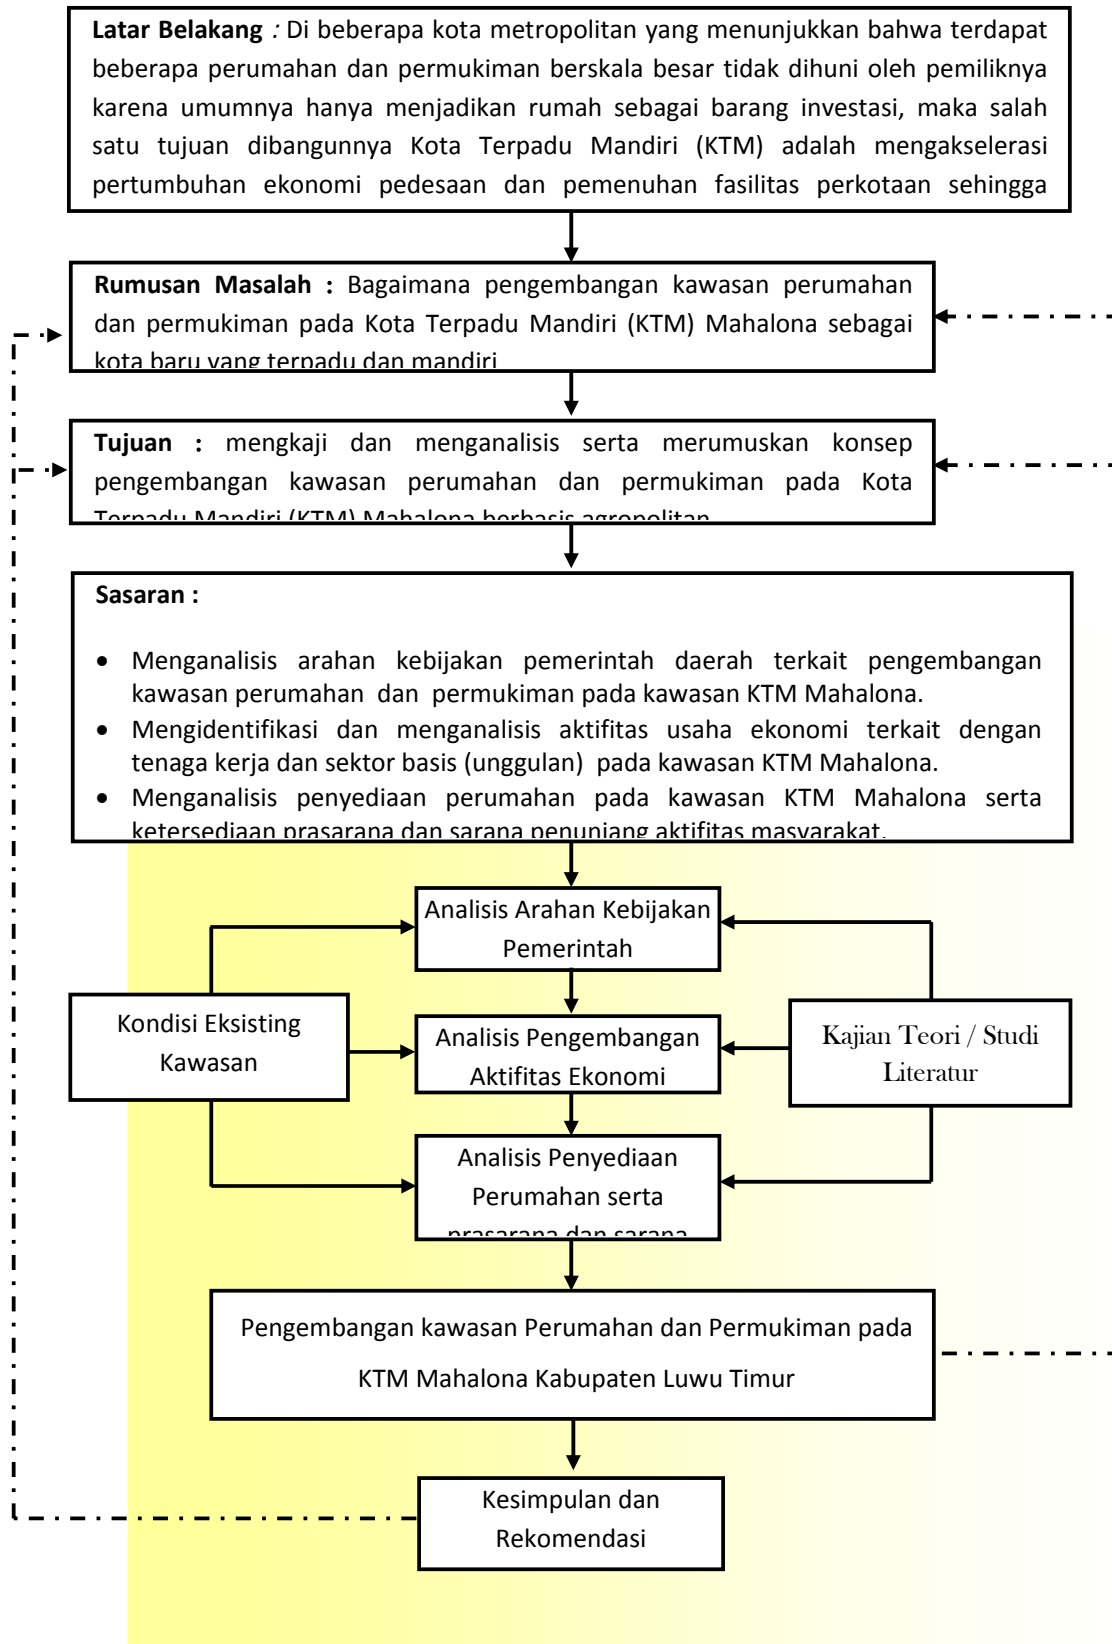 Latar Belakang : Di beberapa kota metropolitan yang menunjukkan bahwa terdapat
beberapa perumahan dan permukiman berskala besar tidak dihuni oleh pemiliknya
karena umumnya hanya menjadikan rumah sebagai barang investasi, maka salah
satu tujuan dibangunnya Kota Terpadu Mandiri (KTM) adalah mengakselerasi
pertumbuhan ekonomi pedesaan dan pemenuhan fasilitas perkotaan sehingga
Rumusan Masalah : Bagaimana pengembangan kawasan perumahan
dan permukiman pada Kota Terpadu Mandiri (KTM) Mahalona sebagai
kota baru yang terpadu dan mandiri
Tujuan : mengkaji dan menganalisis serta merumuskan konsep
pengembangan kawasan perumahan dan permukiman pada Kota
Terpadu Mandiri (KTM) Mahalona berbasis agropolitan
Sasaran :
• Menganalisis arahan kebijakan pemerintah daerah terkait pengembangan
kawasan perumahan dan permukiman pada kawasan KTM Mahalona.
• Mengidentifikasi dan menganalisis aktifitas usaha ekonomi terkait dengan
tenaga kerja dan sektor basis (unggulan) pada kawasan KTM Mahalona.
• Menganalisis penyediaan perumahan pada kawasan KTM Mahalona serta
ketersediaan prasarana dan sarana penunjang aktifitas masyarakat.
Analisis Arahan Kebijakan
Pemerintah
Kondisi Eksisting
Kawasan
Analisis Pengembangan
Aktifitas Ekonomi
Kajian Teori / Studi
Literatur
Analisis Penyediaan
Perumahan serta
prasarana dan sarana
Pengembangan kawasan Perumahan dan Permukiman pada
KTM Mahalona Kabupaten Luwu Timur
Kesimpulan dan
Rekomendasi